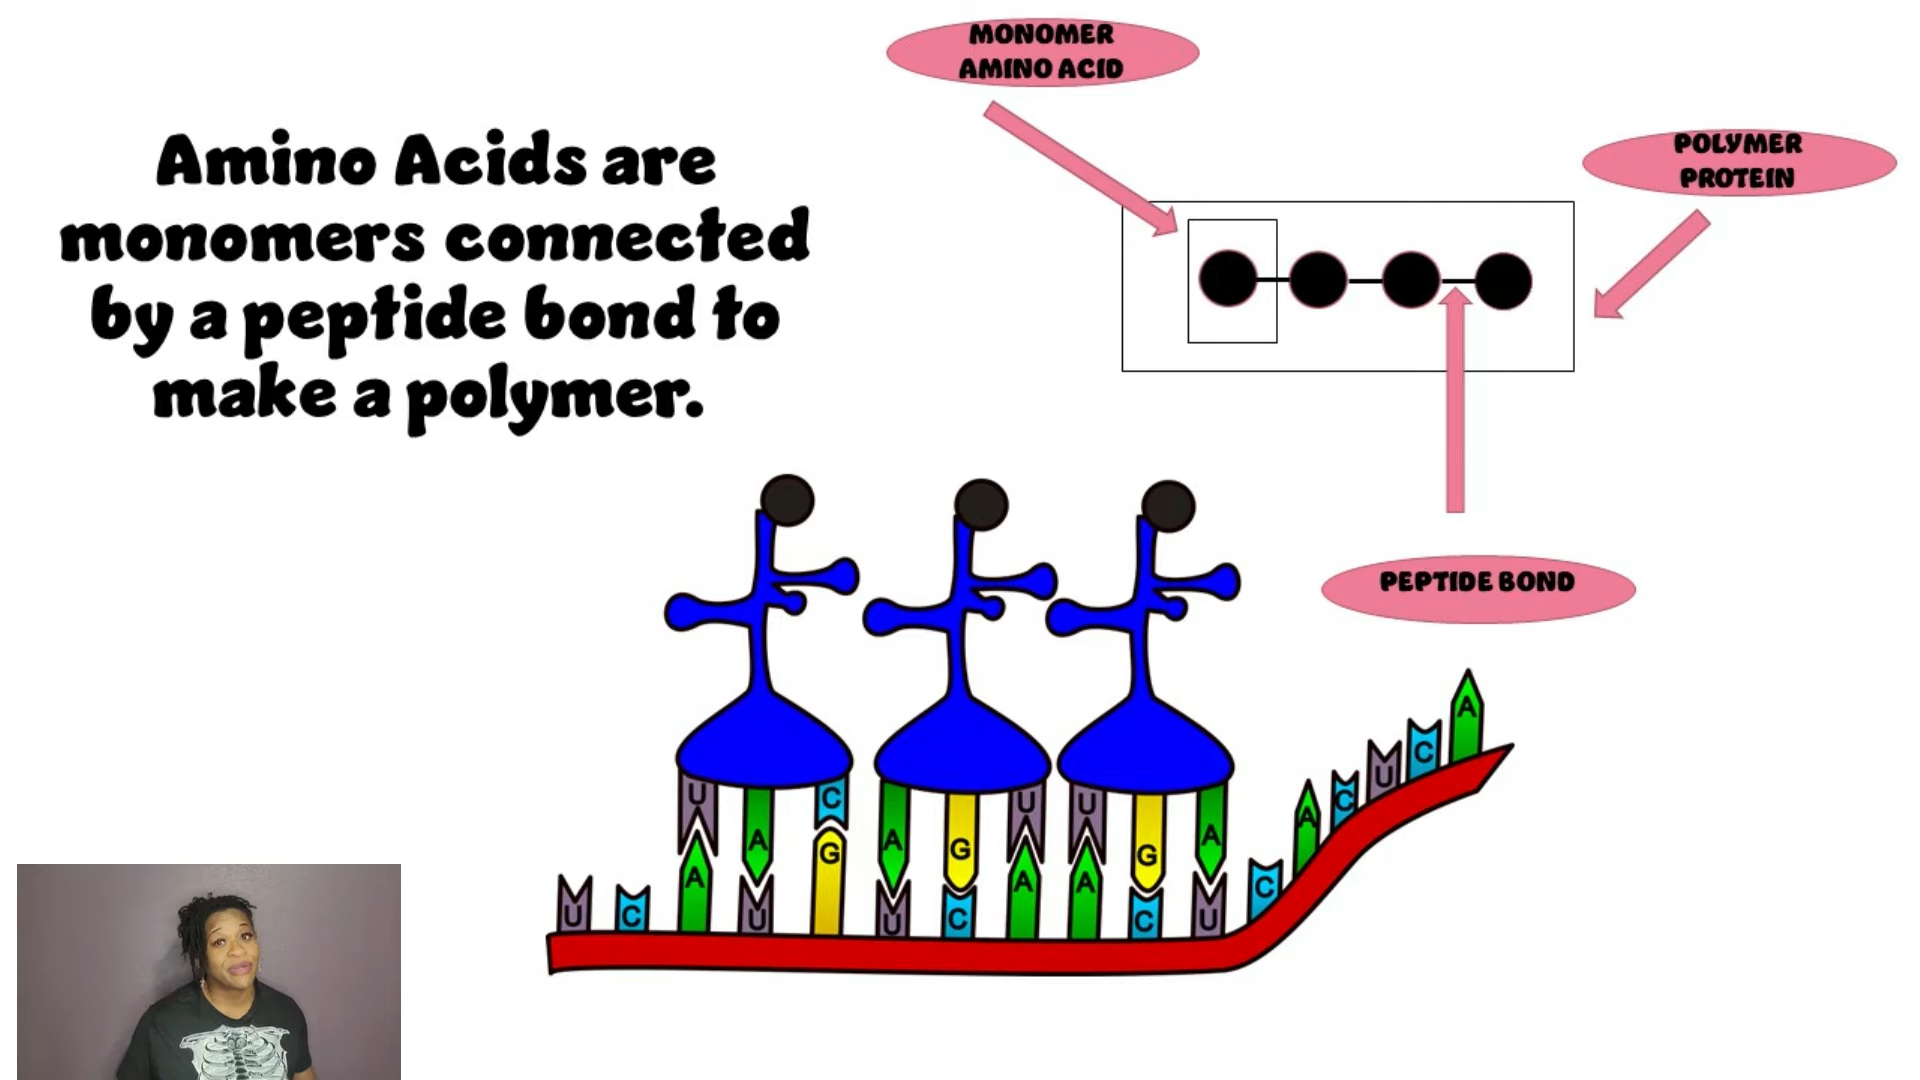 MONOMER
AMINO ACID
POLYMER
PROTEIN
Amino Acids are
monomers connected
by a peptide bond to
make a polymer.
PEPTIDE BOND
U A C A G U U G A
U C A U G U C A A C U C A C U C A